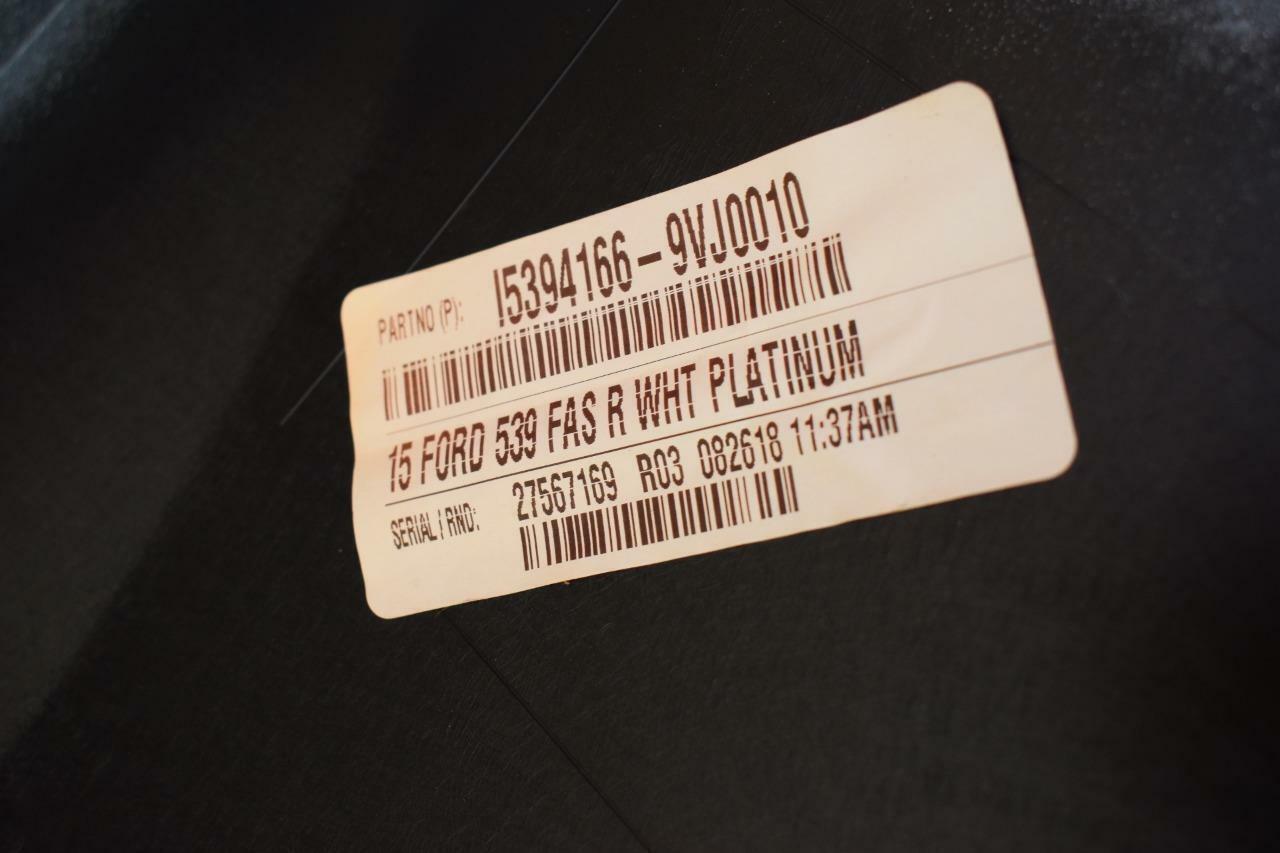 PARTNO (P): I5394166-9VJ0010
15 FORD 539 FAS R WHT PLATINUM
SERIAL / RND: 27567169 R03 082618 11:37AM